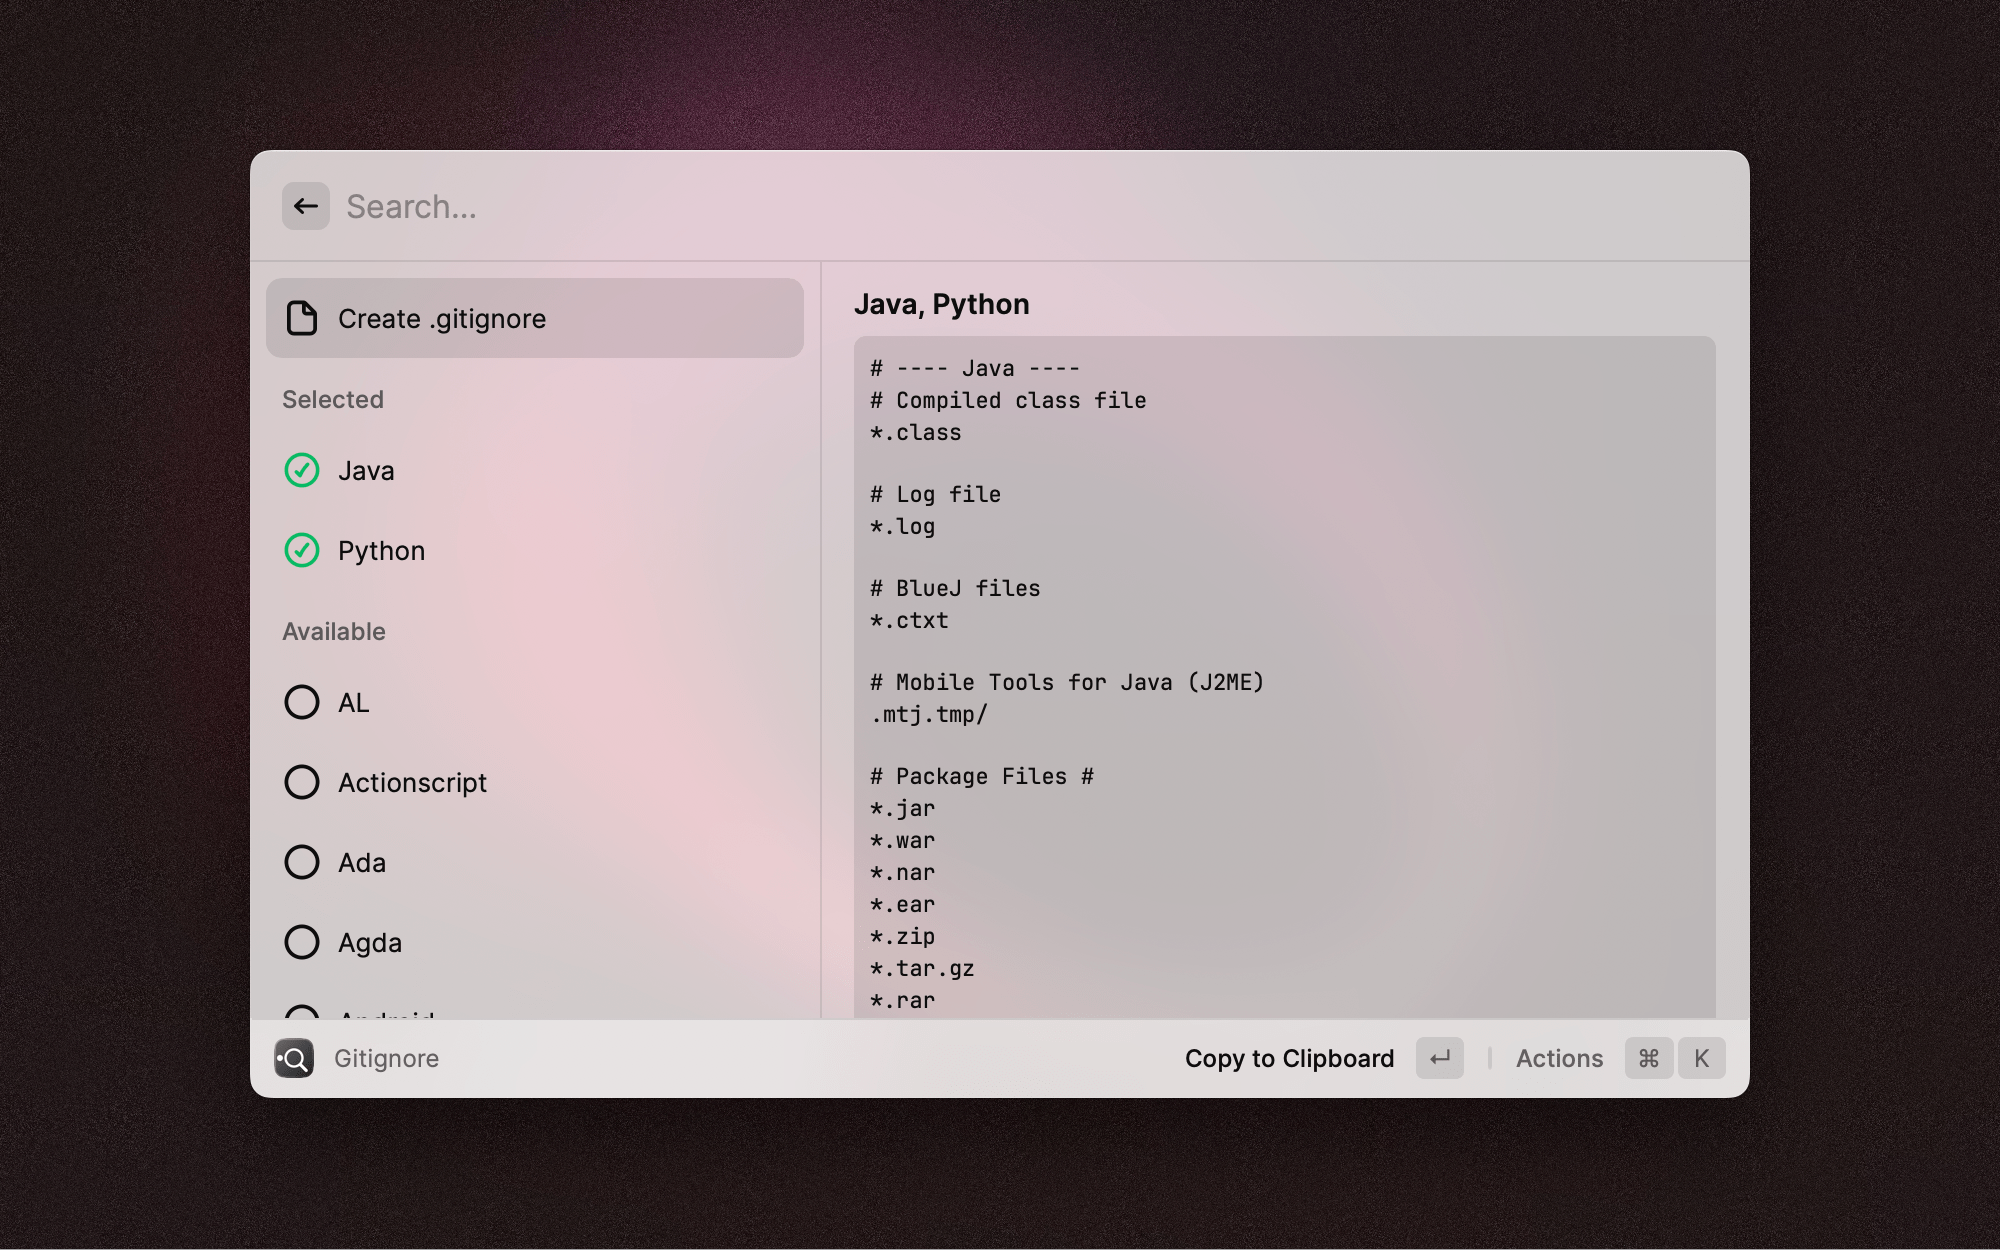 Search...
Create .gitignore
Selected
Java
Python
Available
AL
Actionscript
Ada
Agda
Android
Java, Python
# ---- Java ----
# Compiled class file
*.class
# Log file
*.log
# BlueJ files
*.ctxt
# Mobile Tools for Java (J2ME)
.mtj.tmp/
# Package Files #
*.jar
*.war
*.nar
*.ear
*.zip
*.tar.gz
*.rar
Gitignore
Copy to Clipboard ↵ | Actions ⌘ K